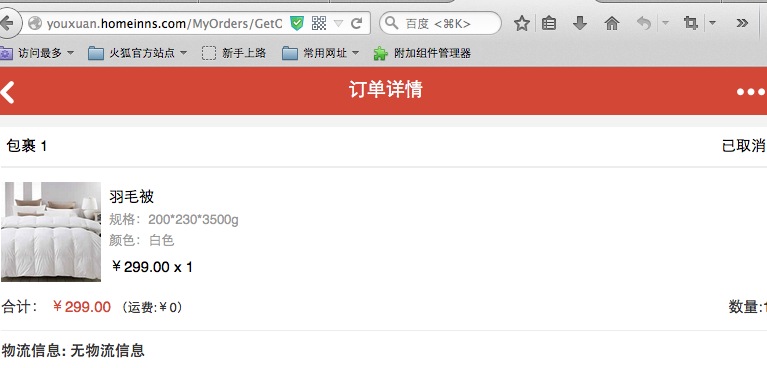 youxuan.homeinns.com/MyOrders/GetO
百度 <⌘K>
访问最多
火狐官方站点
新手上路
常用网址
附加组件管理器
订单详情
包裹 1
已取消
羽毛被
规格：200*230*3500g
颜色：白色
￥299.00 x 1
合计：￥299.00（运费:￥0）
数量:1
物流信息: 无物流信息